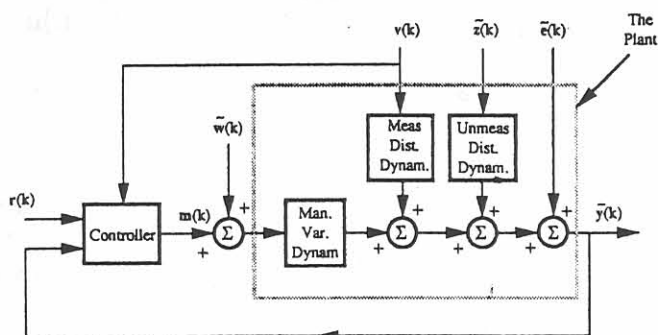 v(k)
z̃(k)
ẽ(k)
The
Plant
w̃(k)
Meas
Dist.
Dynam.
Unmeas
Dist.
Dynam.
r(k)
Controller
m(k)
+
+
Σ
Man.
Var.
Dynam
+
+
Σ
+
+
Σ
+
+
Σ
ỹ(k)